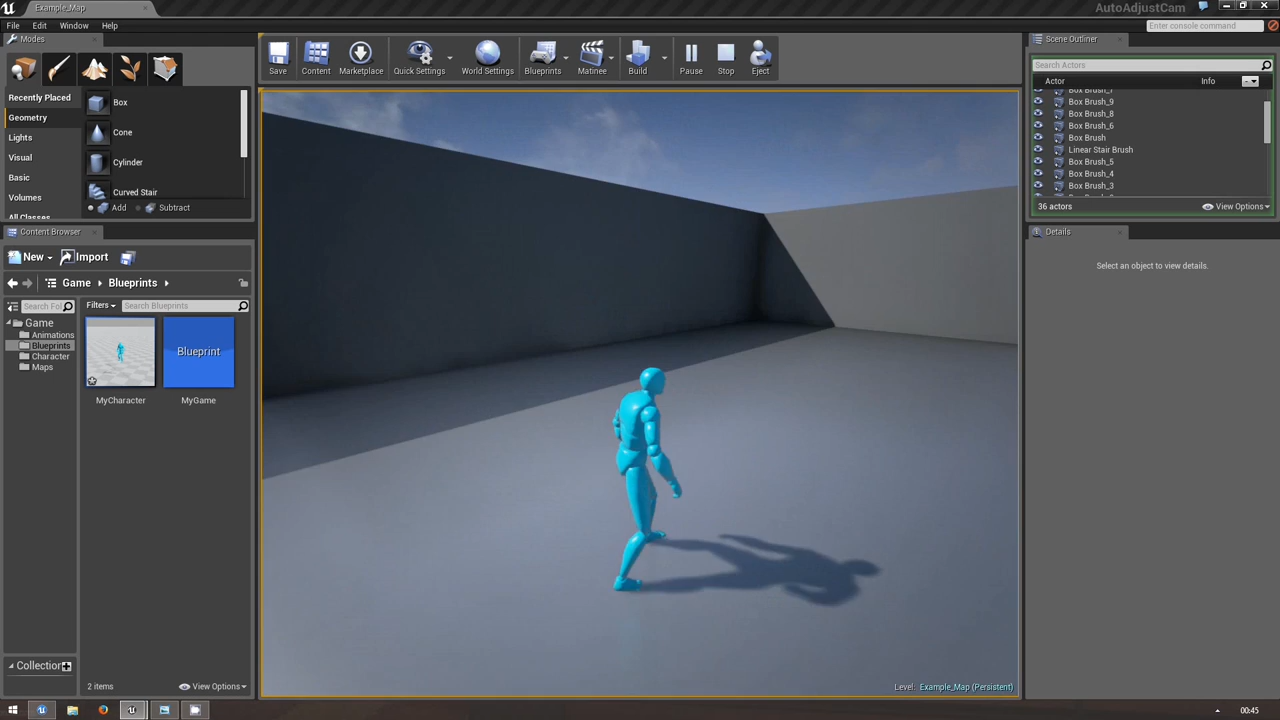 Example_Map
AutoAdjustCam
File Edit Window Help
Enter console command
Modes
Save Content Marketplace Quick Settings World Settings Blueprints Matinee Build Pause Stop Eject
Recently Placed
Geometry
Lights
Visual
Basic
Volumes
All Classes
Box
Cone
Cylinder
Curved Stair
Add Subtract
Content Browser
New Import
Game Blueprints
Search Fol
Filters Search Blueprints
Game
Animations
Blueprints
Character
Maps
Blueprint
MyCharacter MyGame
Collection
2 items View Options
Level: Example_Map (Persistent)
Scene Outliner
Search Actors
Actor Info
Box Brush_7
Box Brush_9
Box Brush_8
Box Brush_6
Box Brush
Linear Stair Brush
Box Brush_5
Box Brush_4
Box Brush_3
36 actors View Options
Details
Select an object to view details.
00:45